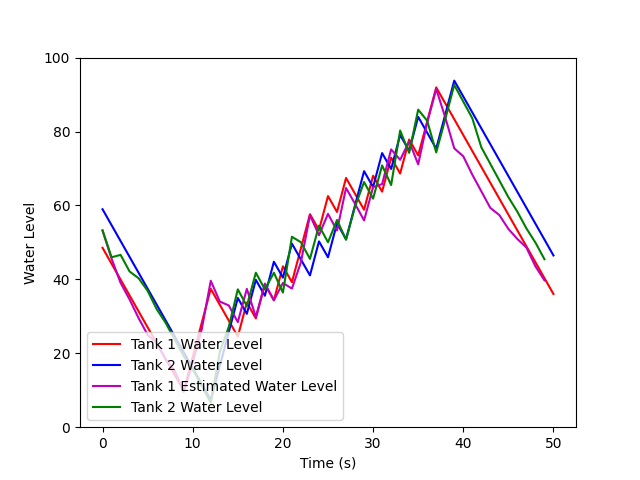 100
80
60
40
20
0
Water Level
Tank 1 Water Level
Tank 2 Water Level
Tank 1 Estimated Water Level
Tank 2 Water Level
0 10 20 30 40 50
Time (s)